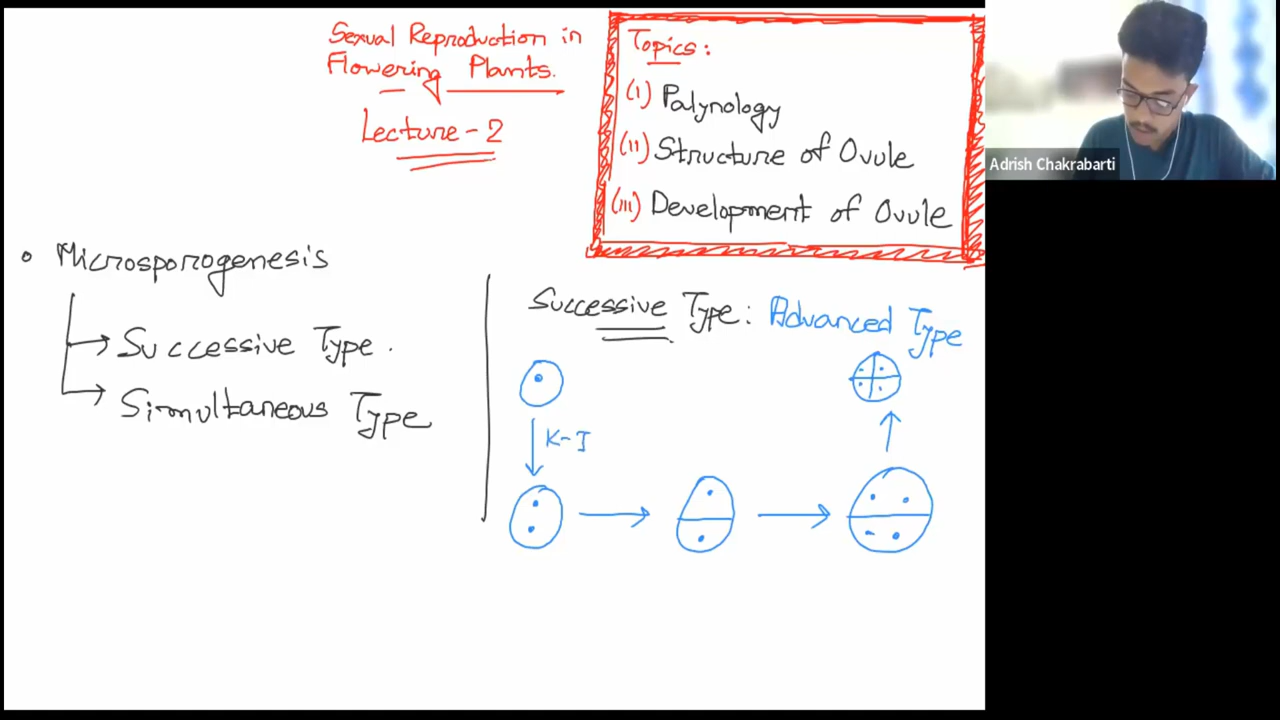 Sexual Reproduction in
Flowering Plants.
Lecture - 2
Topics :
(I) Palynology
(II) Structure of Ovule
(III) Development of Ovule
Adrish Chakrabarti
Microsporogenesis
Successive Type .
Simultaneous Type
Successive Type : Advanced Type
K-I